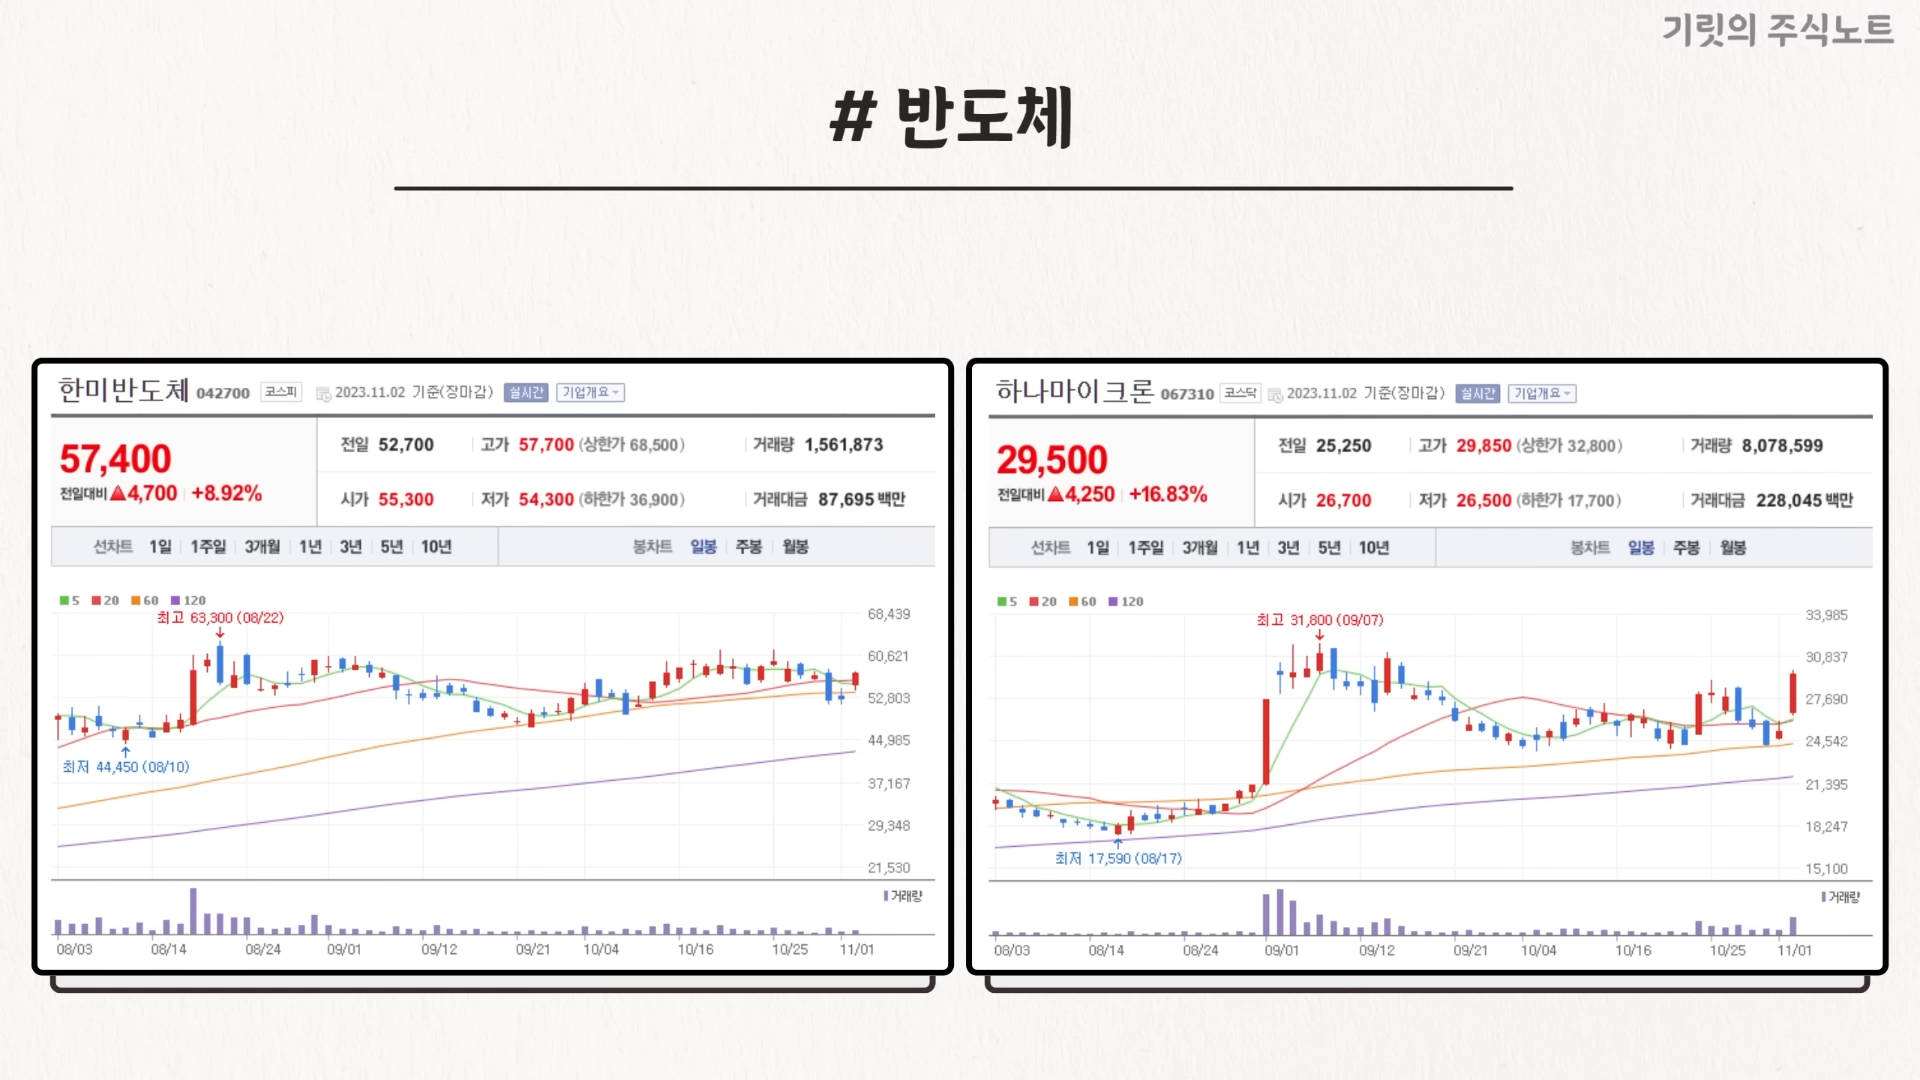 기릿의 주식노트
# 반도체
한미반도체 042700 코스피 2023.11.02 기준(장마감) 실시간 기업개요
57,400
전일대비 ▲4,700 +8.92%
전일 52,700 고가 57,700 (상한가 68,500) 거래량 1,561,873
시가 55,300 저가 54,300 (하한가 36,900) 거래대금 87,695 백만
선차트 1일 1주일 3개월 1년 3년 5년 10년 봉차트 일봉 주봉 월봉
5 20 60 120
최고 63,300 (08/22)
최저 44,450 (08/10)
68,439
60,621
52,803
44,985
37,167
29,348
21,530
거래량
08/03 08/14 08/24 09/01 09/12 09/21 10/04 10/16 10/25 11/01
하나마이크론 067310 코스닥 2023.11.02 기준(장마감) 실시간 기업개요
29,500
전일대비 ▲4,250 +16.83%
전일 25,250 고가 29,850 (상한가 32,800) 거래량 8,078,599
시가 26,700 저가 26,500 (하한가 17,700) 거래대금 228,045 백만
선차트 1일 1주일 3개월 1년 3년 5년 10년 봉차트 일봉 주봉 월봉
5 20 60 120
최고 31,800 (09/07)
최저 17,590 (08/17)
33,985
30,837
27,690
24,542
21,395
18,247
15,100
거래량
08/03 08/14 08/24 09/01 09/12 09/21 10/04 10/16 10/25 11/01